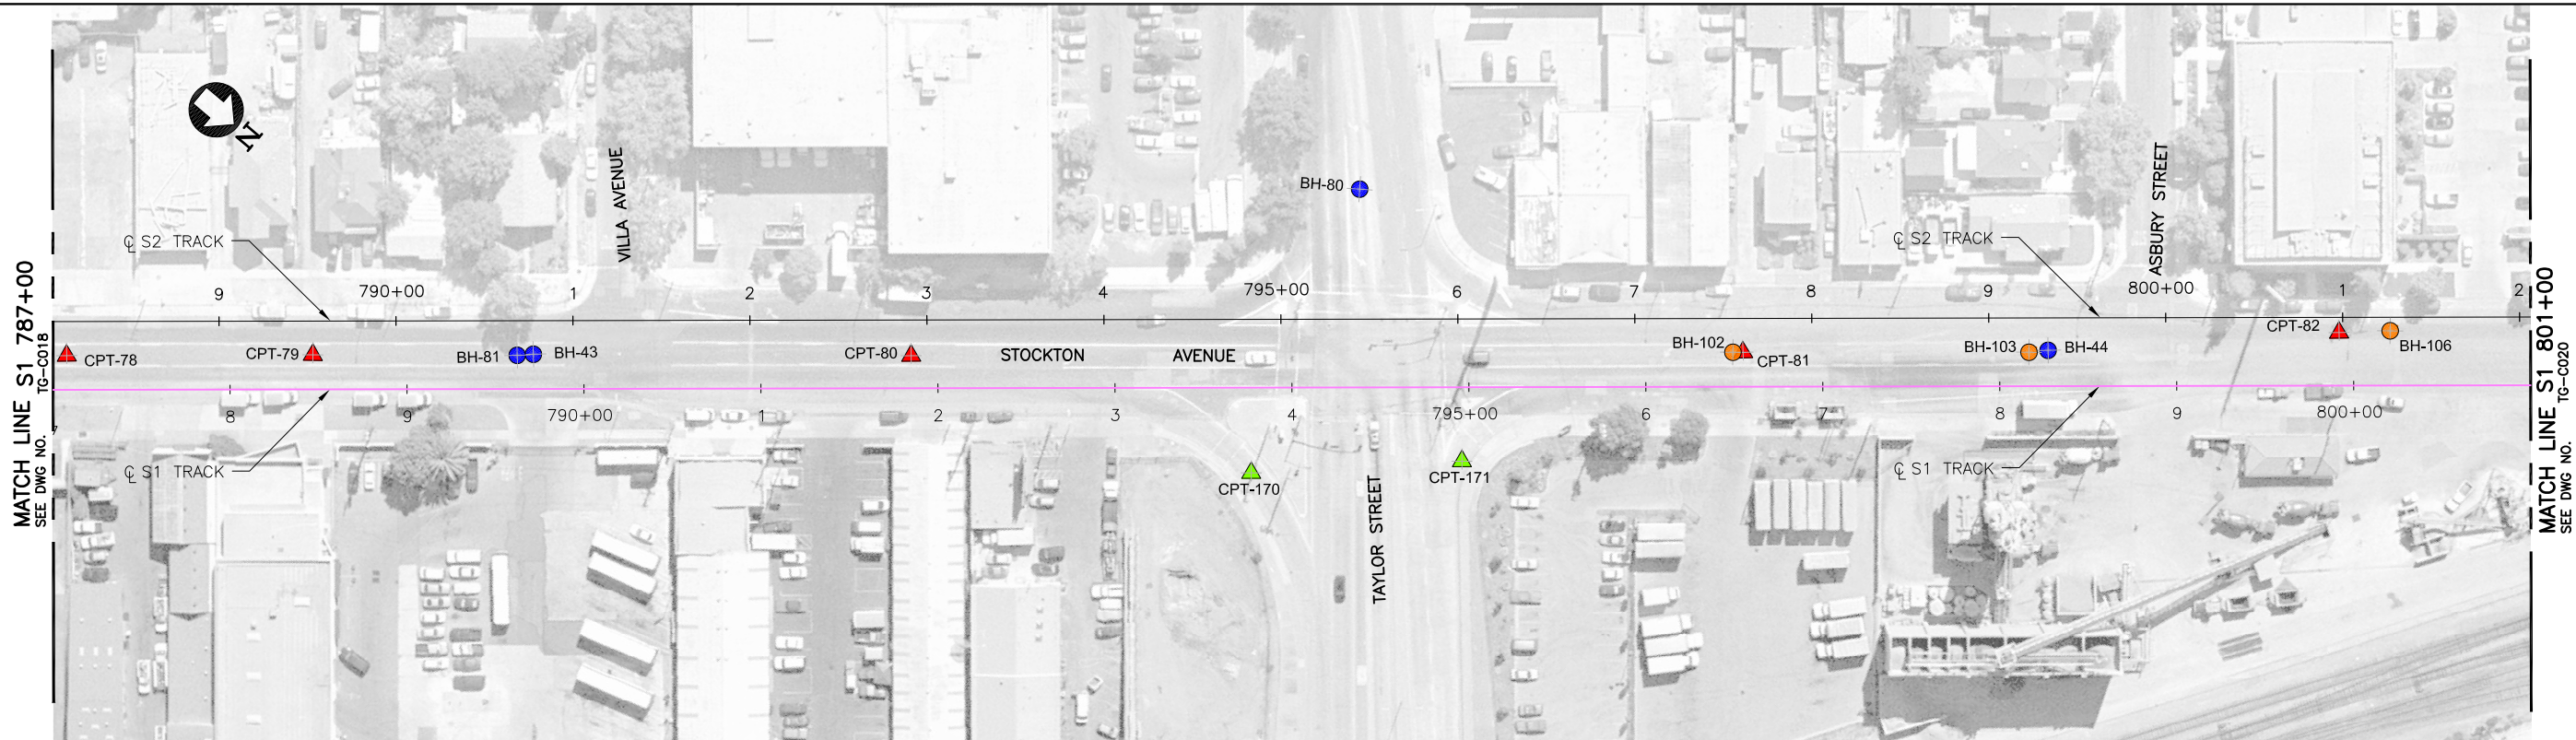 N
VILLA AVENUE
BH-80
ASBURY STREET
℄ S2 TRACK
℄ S2 TRACK
9 790+00 1 2 3 4 795+00 6 7 8 9 800+00 1 2
MATCH LINE S1 787+00
SEE DWG NO. TG-C018
CPT-78
CPT-79
BH-81
BH-43
CPT-80
STOCKTON AVENUE
BH-102
CPT-81
BH-103
BH-44
CPT-82
BH-106
MATCH LINE S1 801+00
SEE DWG NO. TG-C020
8 9 790+00 1 2 3 4 795+00 6 7 8 9 800+00
℄ S1 TRACK
℄ S1 TRACK
CPT-170
CPT-171
TAYLOR STREET